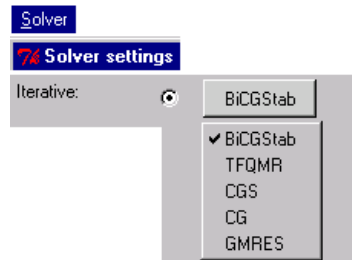 Solver
Solver settings
Iterative:
BiCGStab
BiCGStab
TFQMR
CGS
CG
GMRES